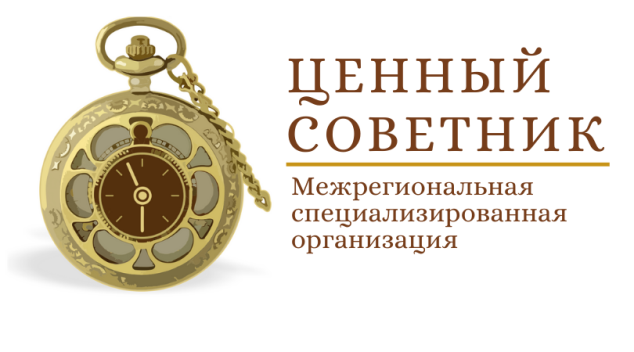 ЦЕННЫЙ
СОВЕТНИК
Межрегиональная
специализированная
организация